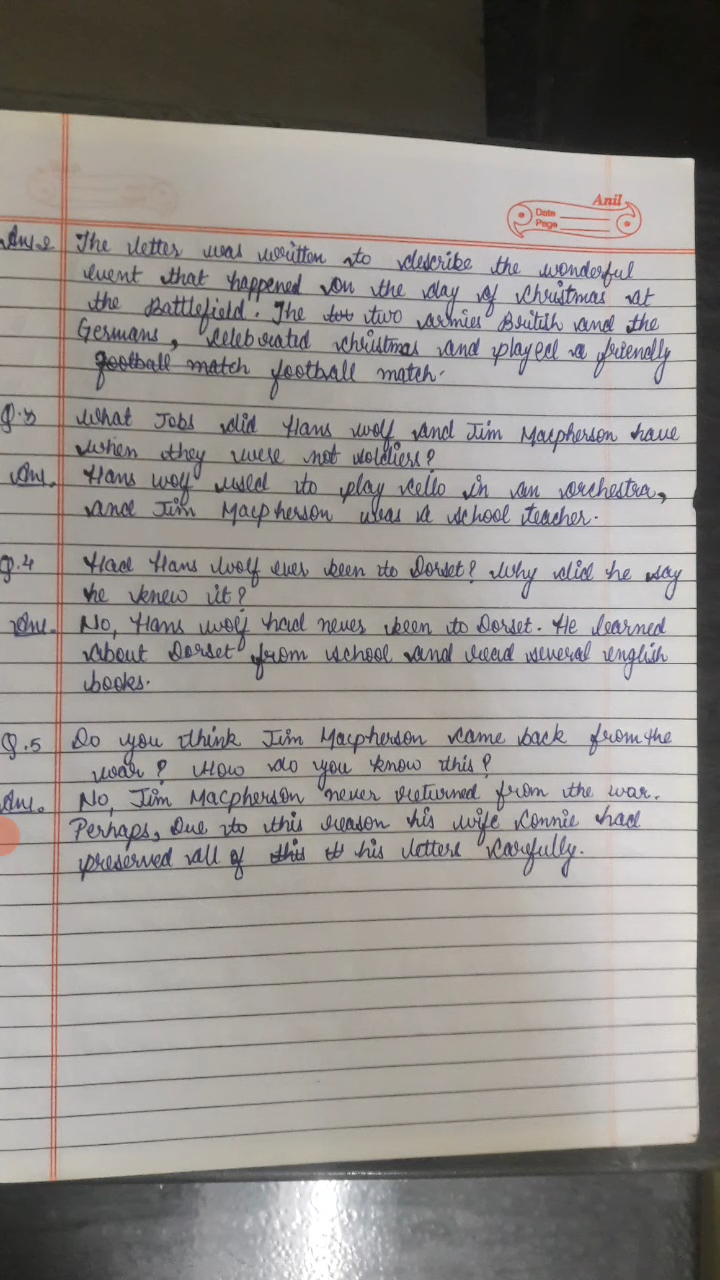 Anil
Date
Page
Ans.2 The letter was written to describe the wonderful
event that happened on the day of Christmas at
the Battlefield. The two armies British and the
Germans, celebrated christmas and played a friendly
football match football match.
Q.3 What Jobs did Hans wolf and Jim Macpherson have
when they were not soldiers?
Ans. Hans wolf used to play cello in an orchestra,
and Jim Macpherson was a school teacher.
Q.4 Had Hans Wolf ever been to Dorset? Why did he say
he knew it?
Ans. No, Hans wolf had never been to Dorset. He learned
about Dorset from school and read several english
books.
Q.5 Do you think Jim Macpherson came back from the
war? How do you know this?
Ans. No, Jim Macpherson never returned from the war.
Perhaps, Due to this reason his wife Connie had
preserved all of this his letters carefully.